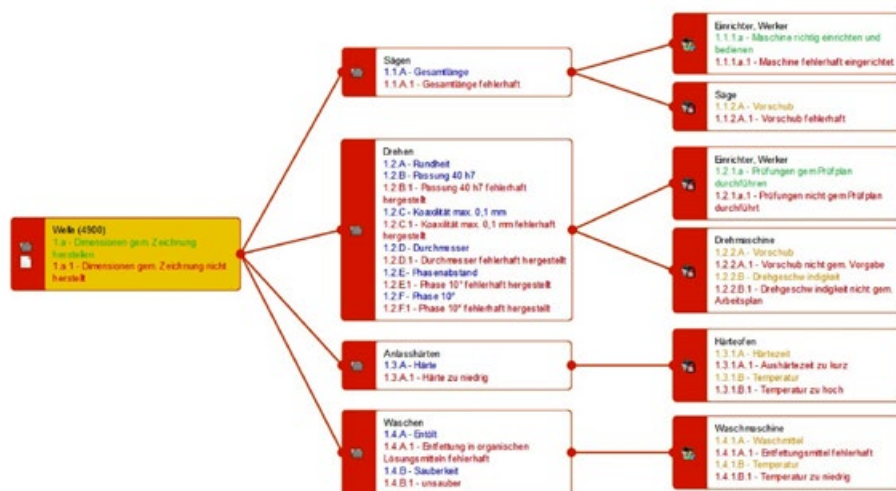 Welle (4900)
1.a - Dimensionen gem. Zeichnung
herstellen
1.a.1 - Dimensionen gem. Zeichnung nicht
herstellt
Sägen
1.1.A - Gesamtlänge
1.1.A.1 - Gesamtlänge fehlerhaft
Drehen
1.2.A - Rundheit
1.2.B - Passung 40 h7
1.2.B.1 - Passung 40 h7 fehlerhaft
hergestellt
1.2.C - Koaxilität max. 0,1 mm
1.2.C.1 - Koaxilität max. 0,1 mm fehlerhaft
hergestellt
1.2.D - Durchmesser
1.2.D.1 - Durchmesser fehlerhaft hergestellt
1.2.E - Phasenabstand
1.2.E.1 - Phase 10° fehlerhaft hergestellt
1.2.F - Phase 10°
1.2.F.1 - Phase 10° fehlerhaft hergestellt
Anlasshärten
1.3.A - Härte
1.3.A.1 - Härte zu niedrig
Waschen
1.4.A - Entölt
1.4.A.1 - Entfettung in organischen
Lösungsmitteln fehlerhaft
1.4.B - Sauberkeit
1.4.B.1 - unsauber
Einrichter, Werker
1.1.1.a - Maschine richtig einrichten und
bedienen
1.1.1.a.1 - Maschine fehlerhaft eingerichtet
Säge
1.1.2.A - Vorschub
1.1.2.A.1 - Vorschub fehlerhaft
Einrichter, Werker
1.2.1.a - Prüfungen gem Prüfplan
durchführen
1.2.1.a.1 - Prüfungen nicht gem Prüfplan
durchführt
Drehmaschine
1.2.2.A - Vorschub
1.2.2.A.1 - Vorschub nicht gem. Vorgabe
1.2.2.B - Drehgeschwindigkeit
1.2.2.B.1 - Drehgeschwindigkeit nicht gem.
Arbeitsplan
Härteofen
1.3.1.A - Härtezeit
1.3.1.A.1 - Aushärtezeit zu kurz
1.3.1.B - Temperatur
1.3.1.B.1 - Temperatur zu hoch
Waschmaschine
1.4.1.A - Waschmittel
1.4.1.A.1 - Entfettungsmittel fehlerhaft
1.4.1.B - Temperatur
1.4.1.B.1 - Temperatur zu niedrig